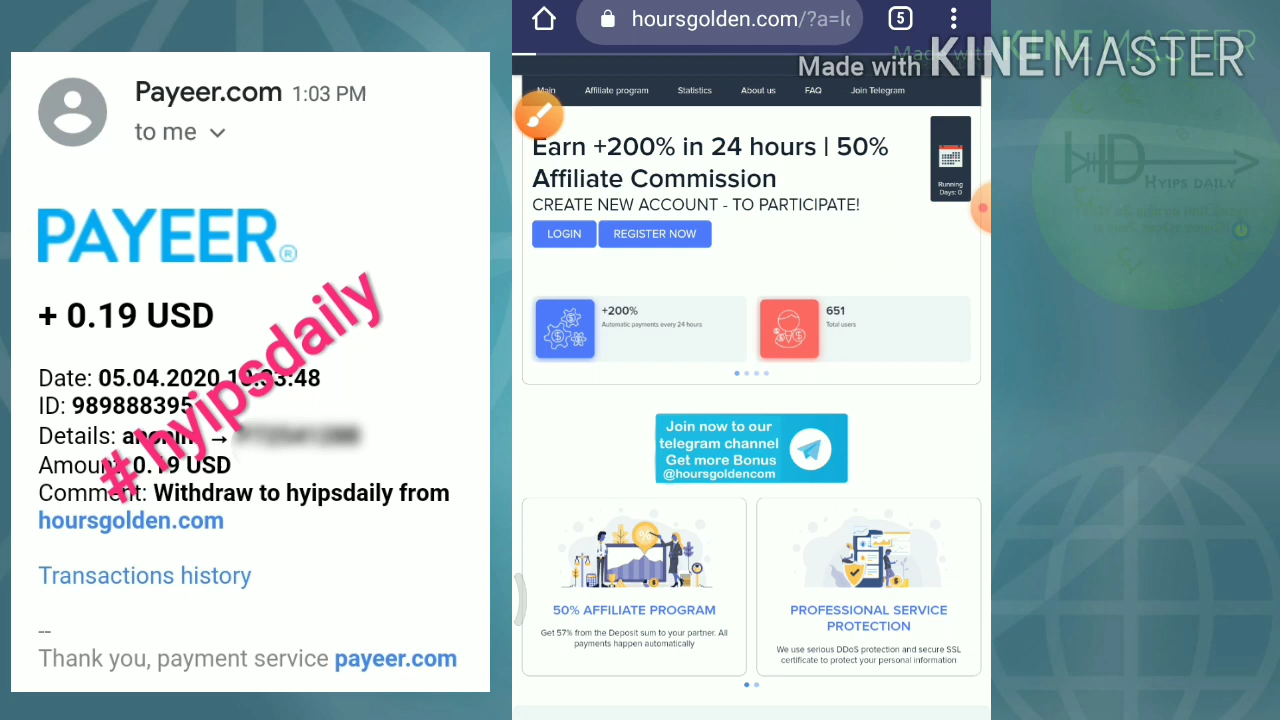 Payeer.com 1:03 PM
to me
PAYEER®
+ 0.19 USD
# hyipsdaily
Date: 05.04.2020
ID: 989888395
Details:
Amount: 0.19 USD
Comment: Withdraw to hyipsdaily from
hoursgolden.com
Transactions history
--
Thank you, payment service payeer.com
hoursgolden.com/?a=
5
Made with KINEMASTER
Main Affiliate program Statistics About us FAQ Join Telegram
Earn +200% in 24 hours | 50%
Affiliate Commission
CREATE NEW ACCOUNT - TO PARTICIPATE!
LOGIN REGISTER NOW
Running
Days: 0
+200%
Automatic payments every 24 hours
651
Total users
Join now to our
telegram channel
Get more Bonus
@hoursgoldencom
50% AFFILIATE PROGRAM
Get 57% from the Deposit sum to your partner. All
payments happen automatically
PROFESSIONAL SERVICE
PROTECTION
We use serious DDoS protection and secure SSL
certificate to protect your personal information
HD
HYIPS DAILY